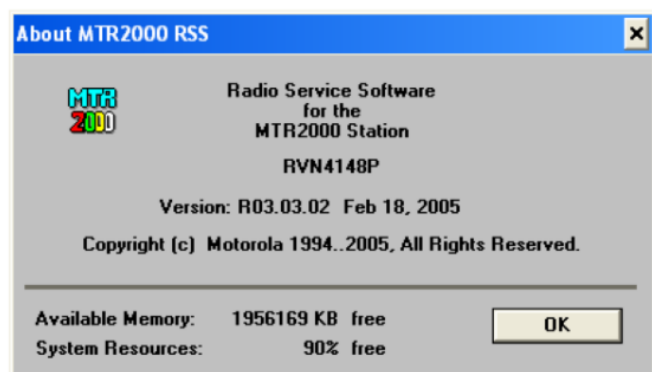 About MTR2000 RSS
MTR
2000
Radio Service Software
for the
MTR2000 Station
RVN4148P
Version: R03.03.02 Feb 18, 2005
Copyright (c) Motorola 1994..2005, All Rights Reserved.
Available Memory: 1956169 KB free
System Resources: 90% free
OK